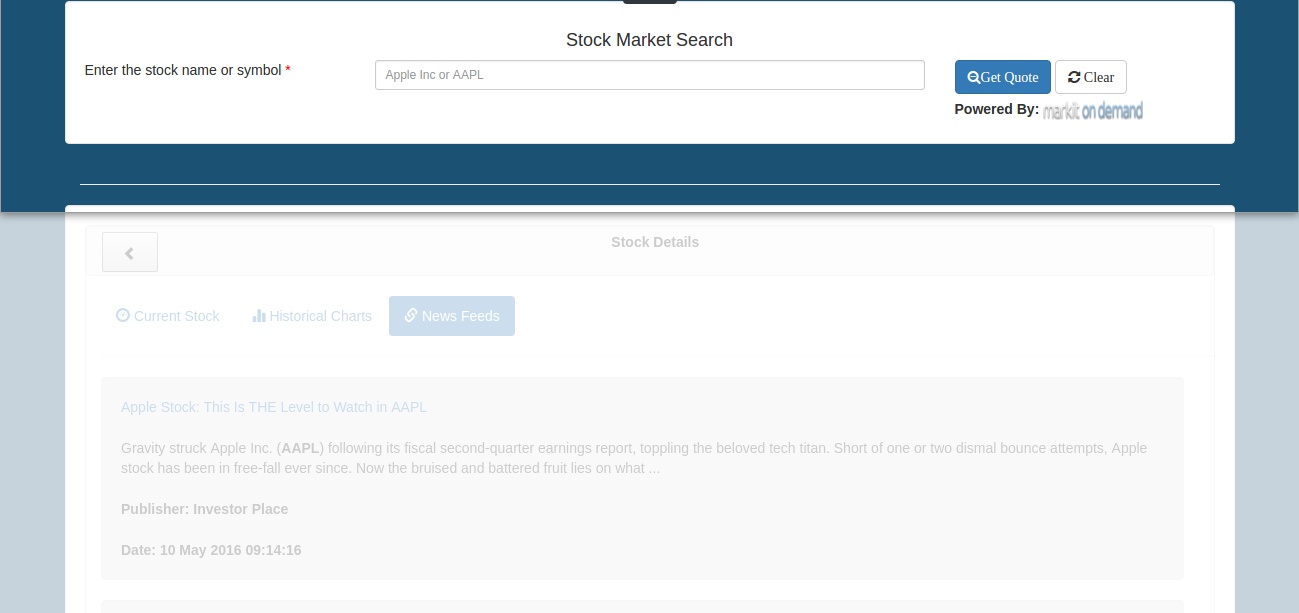 Stock Market Search
Enter the stock name or symbol *
Apple Inc or AAPL
Get Quote
Clear
Powered By: markit on demand
Stock Details
Current Stock
Historical Charts
News Feeds
Apple Stock: This Is THE Level to Watch in AAPL
Gravity struck Apple Inc. (AAPL) following its fiscal second-quarter earnings report, toppling the beloved tech titan. Short of one or two dismal bounce attempts, Apple
stock has been in free-fall ever since. Now the bruised and battered fruit lies on what ...
Publisher: Investor Place
Date: 10 May 2016 09:14:16